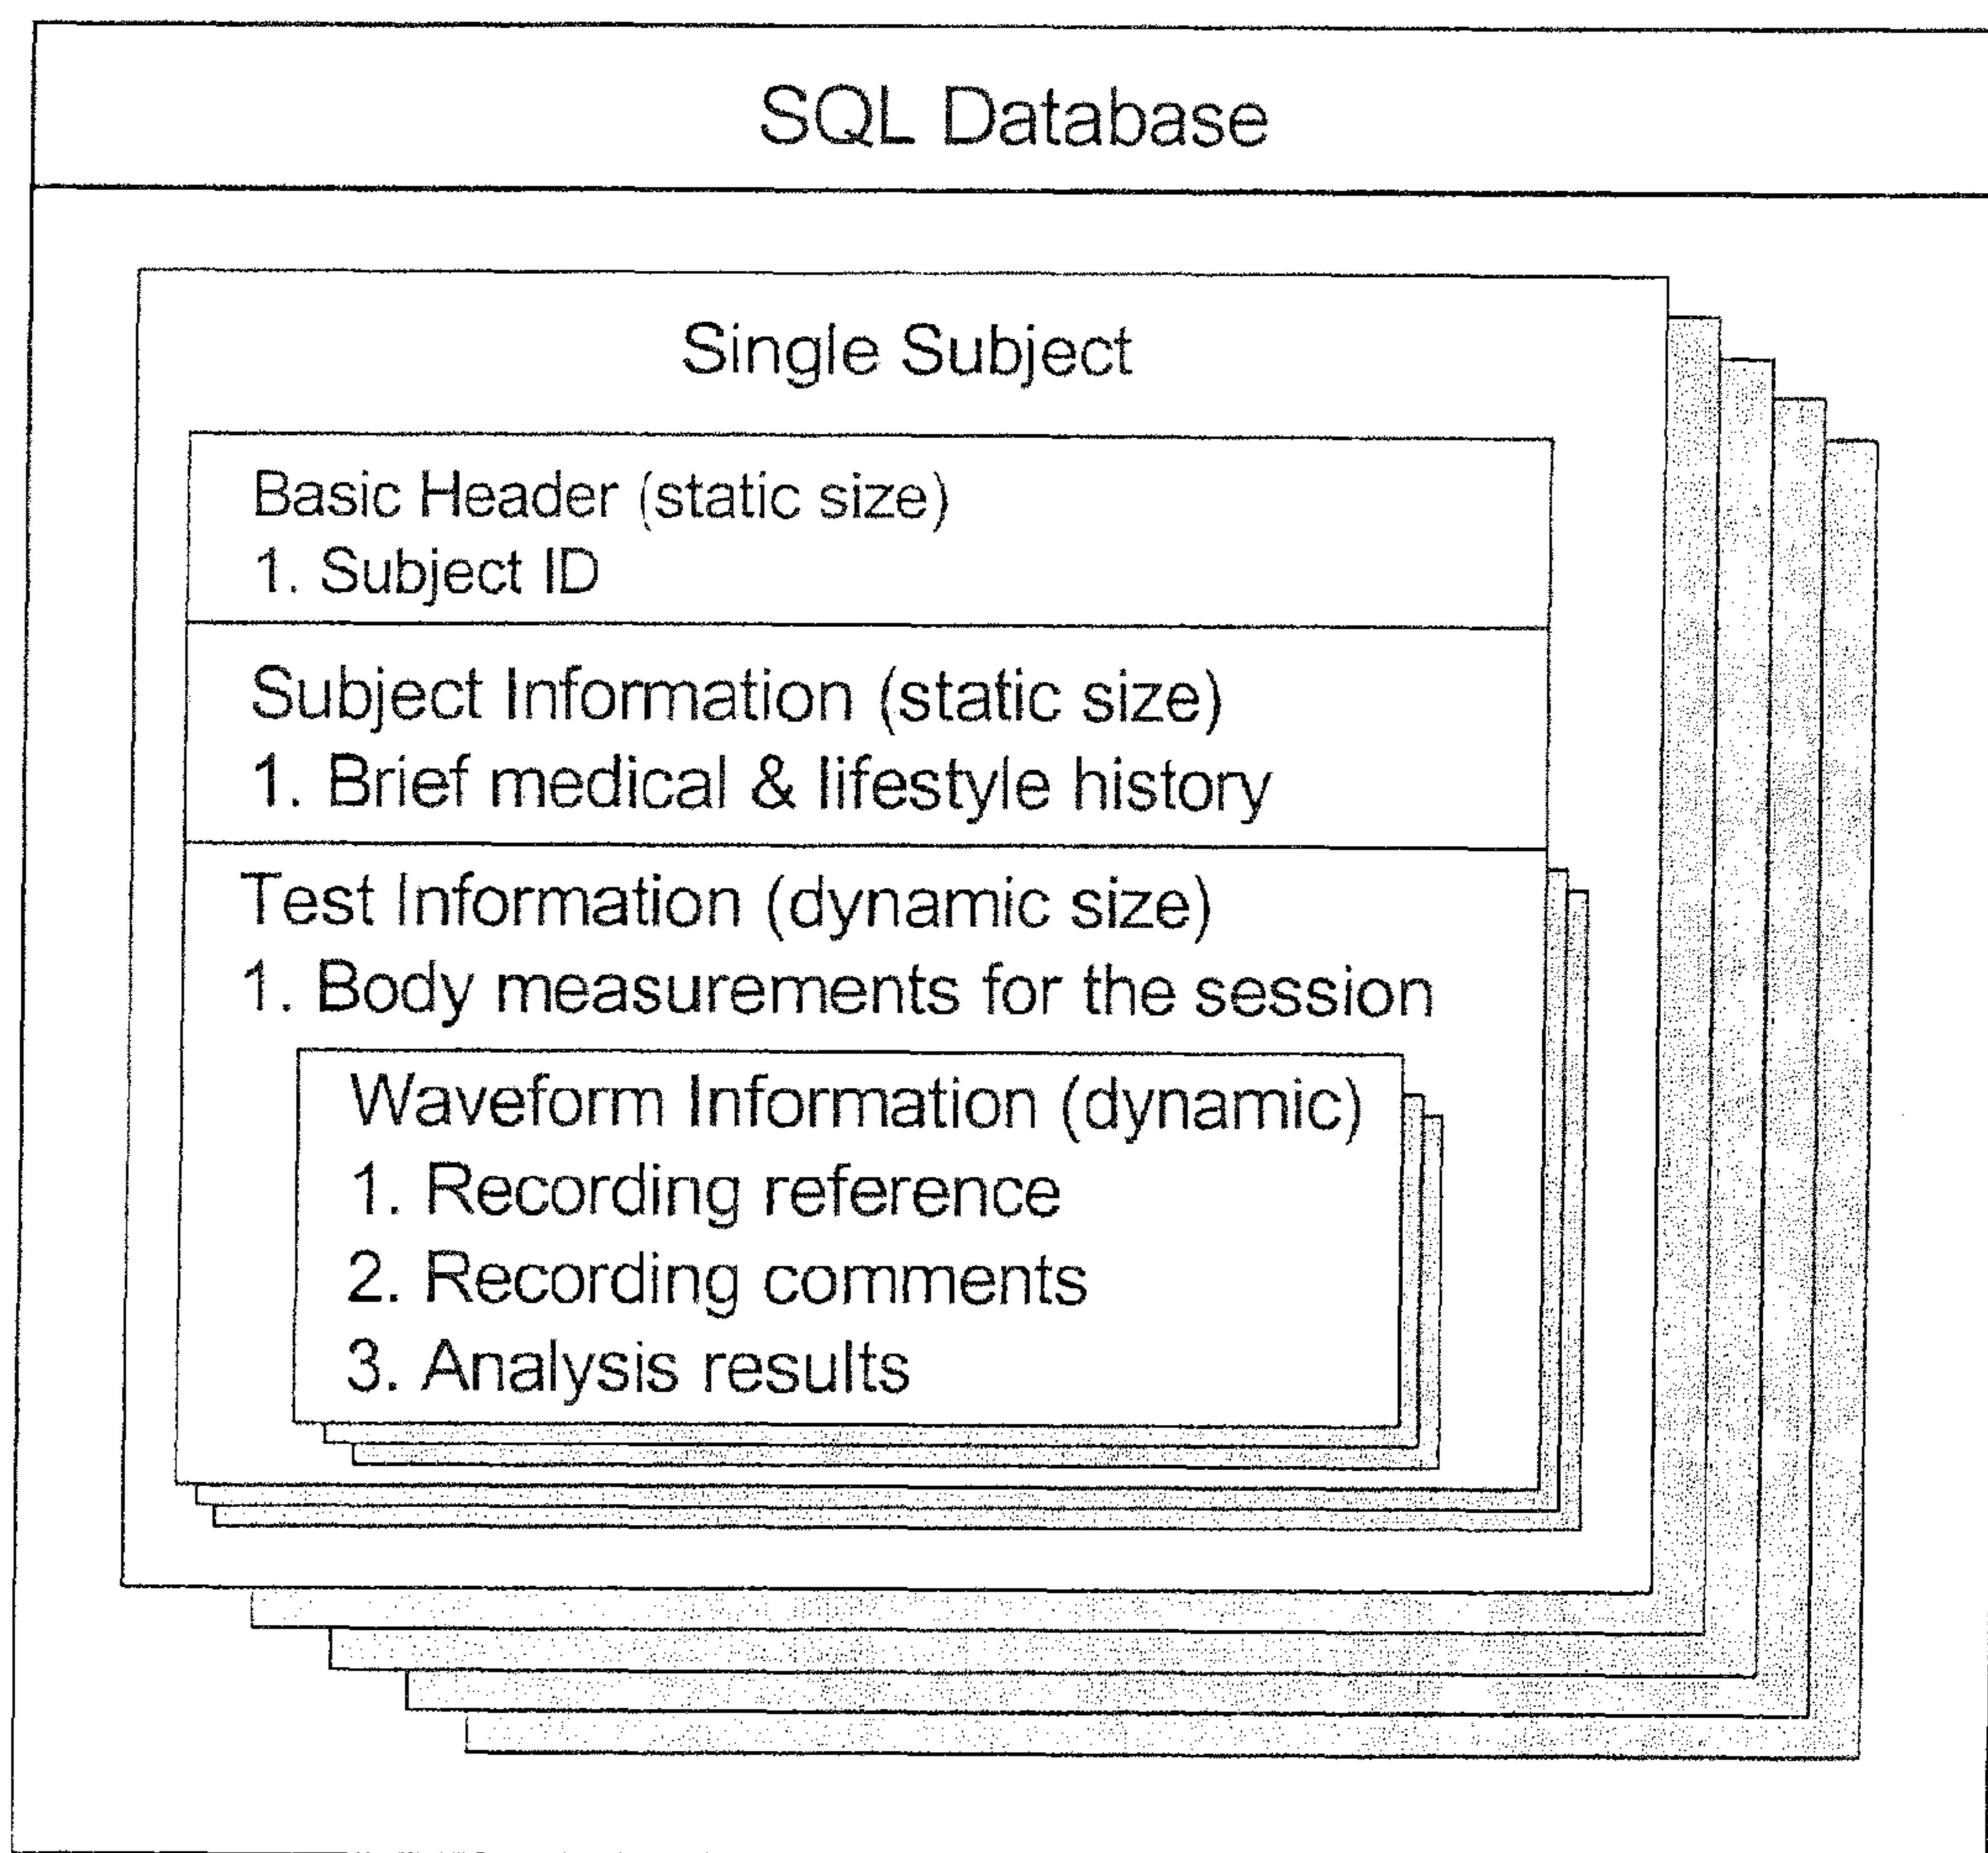 SQL Database
Single Subject
Basic Header (static size)
1. Subject ID
Subject Information (static size)
1. Brief medical & lifestyle history
Test Information (dynamic size)
1. Body measurements for the session
Waveform Information (dynamic)
1. Recording reference
2. Recording comments
3. Analysis results